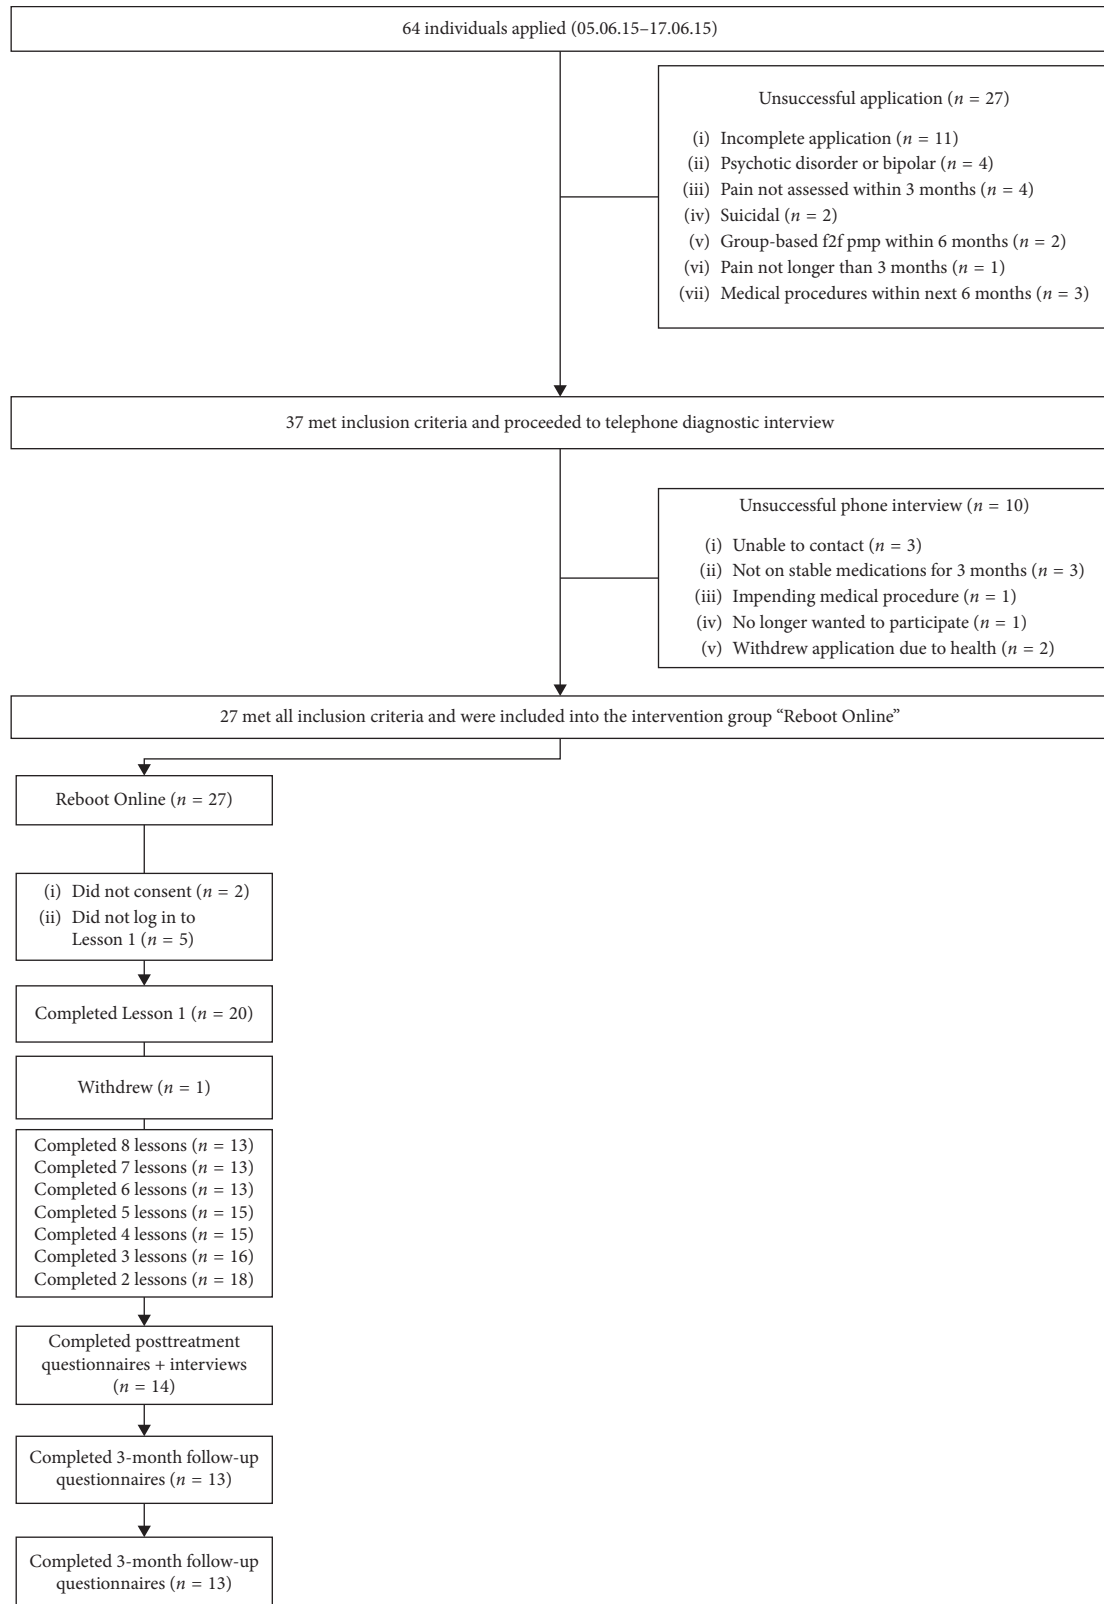 64 individuals applied (05.06.15–17.06.15)
Unsuccessful application (n = 27)
(i) Incomplete application (n = 11)
(ii) Psychotic disorder or bipolar (n = 4)
(iii) Pain not assessed within 3 months (n = 4)
(iv) Suicidal (n = 2)
(v) Group-based f2f pmp within 6 months (n = 2)
(vi) Pain not longer than 3 months (n = 1)
(vii) Medical procedures within next 6 months (n = 3)
37 met inclusion criteria and proceeded to telephone diagnostic interview
Unsuccessful phone interview (n = 10)
(i) Unable to contact (n = 3)
(ii) Not on stable medications for 3 months (n = 3)
(iii) Impending medical procedure (n = 1)
(iv) No longer wanted to participate (n = 1)
(v) Withdrew application due to health (n = 2)
27 met all inclusion criteria and were included into the intervention group “Reboot Online”
Reboot Online (n = 27)
(i) Did not consent (n = 2)
(ii) Did not log in to
Lesson 1 (n = 5)
Completed Lesson 1 (n = 20)
Withdrew (n = 1)
Completed 8 lessons (n = 13)
Completed 7 lessons (n = 13)
Completed 6 lessons (n = 13)
Completed 5 lessons (n = 15)
Completed 4 lessons (n = 15)
Completed 3 lessons (n = 16)
Completed 2 lessons (n = 18)
Completed posttreatment
questionnaires + interviews
(n = 14)
Completed 3-month follow-up
questionnaires (n = 13)
Completed 3-month follow-up
questionnaires (n = 13)